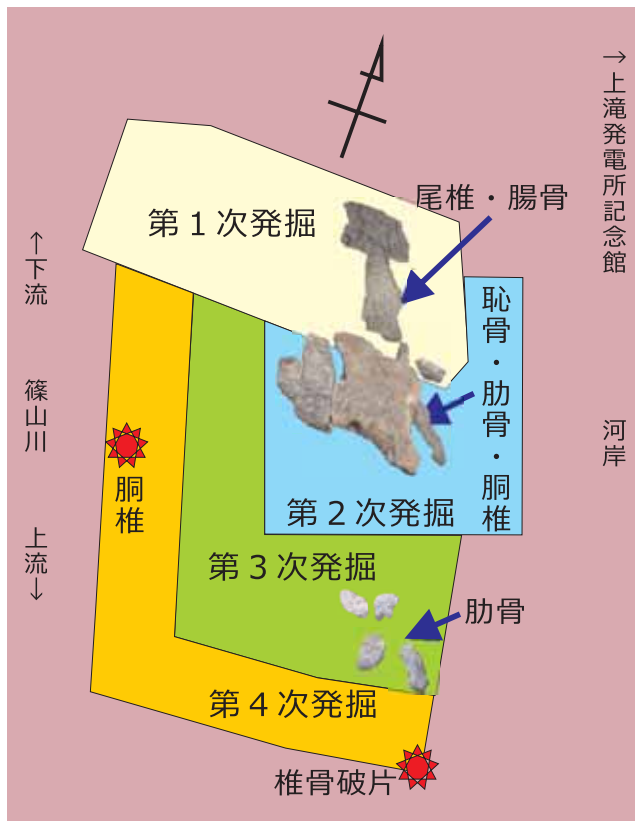 →上滝発電所記念館
尾椎・腸骨
第１次発掘
↑下流
恥骨・肋骨・胴椎
篠山川
河岸
胴椎
第２次発掘
上流↓
第３次発掘
肋骨
第４次発掘
椎骨破片